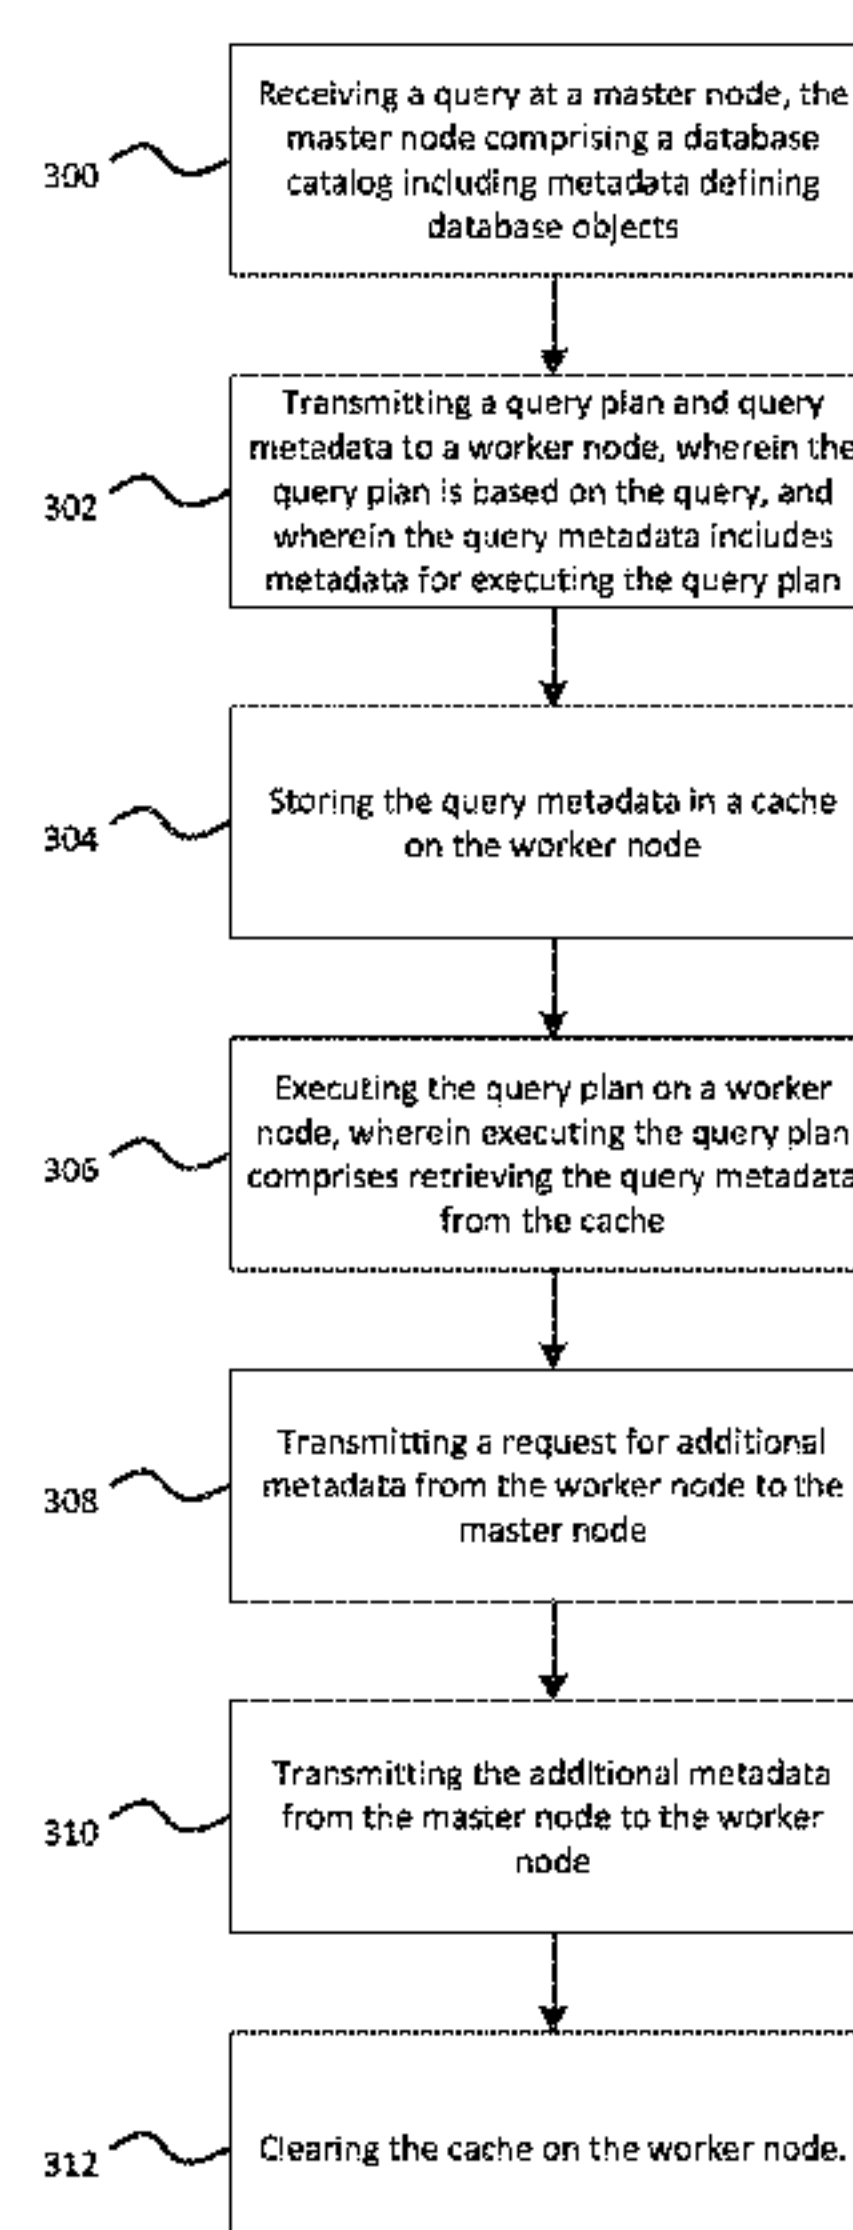 Receiving a query at a master node, the
master node comprising a database
catalog including metadata defining
database objects
300
Transmitting a query plan and query
metadata to a worker node, wherein the
query plan is based on the query, and
wherein the query metadata includes
metadata for executing the query plan
302
Storing the query metadata in a cache
on the worker node
304
Executing the query plan on a worker
node, wherein executing the query plan
comprises retrieving the query metadata
from the cache
306
Transmitting a request for additional
metadata from the worker node to the
master node
308
Transmitting the additional metadata
from the master node to the worker
node
310
Clearing the cache on the worker node.
312